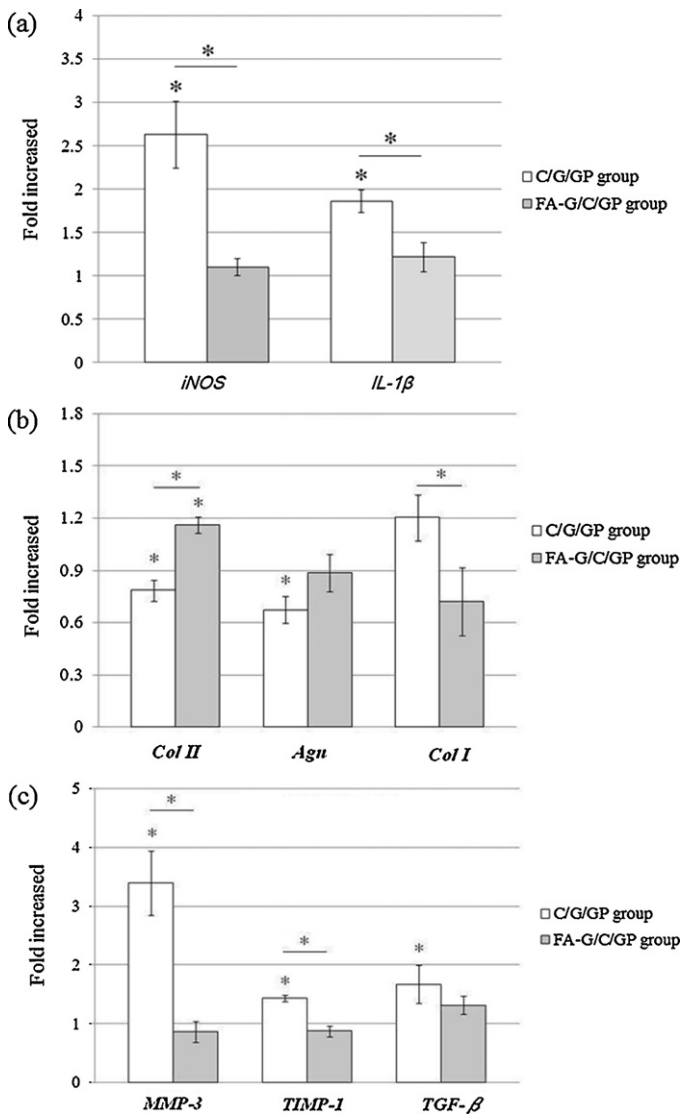 (a)
4
3.5
3
2.5
2
1.5
1
0.5
0
Fold increased
* * * *
iNOS IL-1β
C/G/GP group
FA-G/C/GP group
(b)
1.8
1.5
1.2
0.9
0.6
0.3
0
Fold increased
* * * * *
Col II Agn Col I
C/G/GP group
FA-G/C/GP group
(c)
5
4
3
2
1
0
Fold increased
* * * * *
MMP-3 TIMP-1 TGF-β
C/G/GP group
FA-G/C/GP group